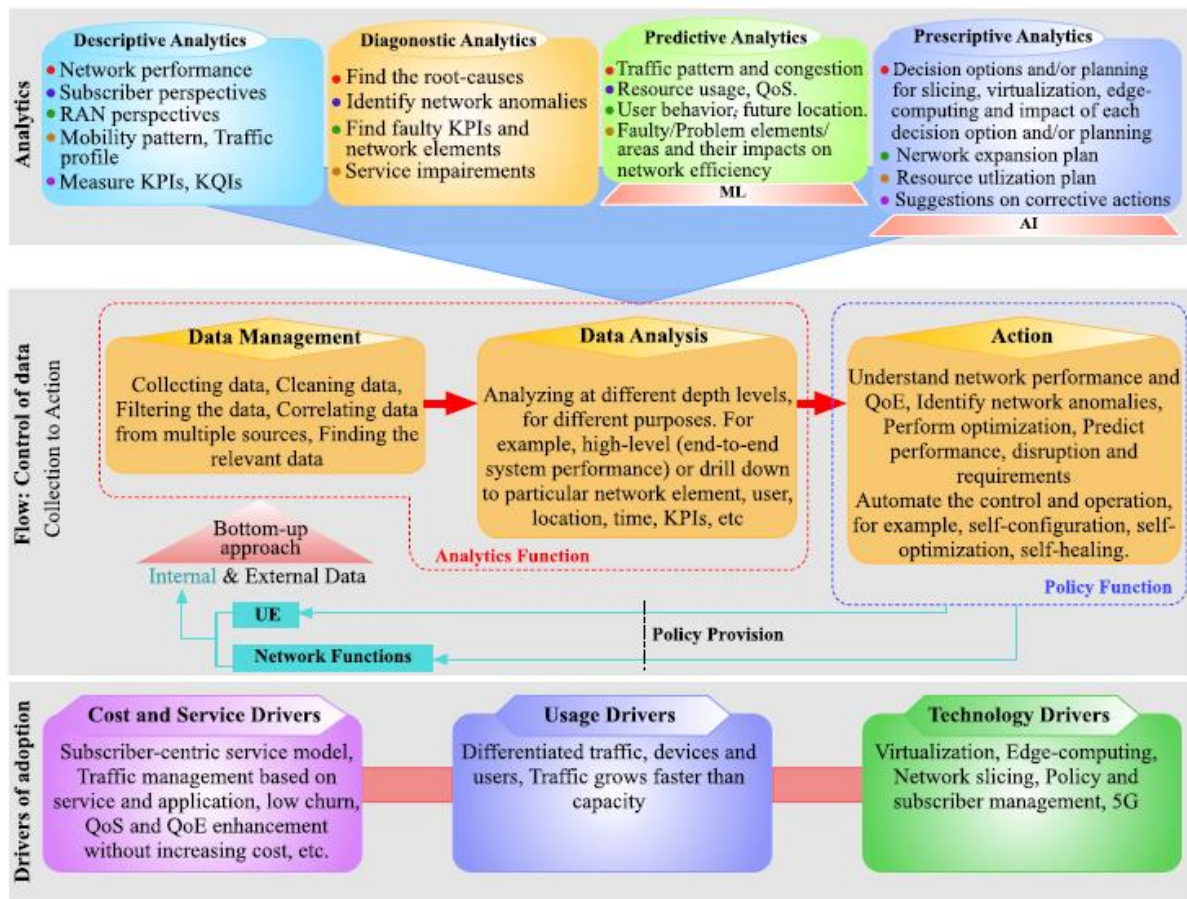 Analytics
Descriptive Analytics
Network performance
Subscriber perspectives
RAN perspectives
Mobility pattern, Traffic
profile
Measure KPIs, KQIs
Diagonostic Analytics
Find the root-causes
Identify network anomalies
Find faulty KPIs and
network elements
Service impairements
Predictive Analytics
Traffic pattern and congestion
Resource usage, QoS.
User behavior, future location.
Faulty/Problem elements/
areas and their impacts on
network efficiency
ML
Prescriptive Analytics
Decision options and/or planning
for slicing, virtualization, edge-
computing and impact of each
decision option and/or planning
Nerwork expansion plan
Resource utlization plan
Suggestions on corrective actions
AI
Flow: Control of data
Collection to Action
Data Management
Collecting data, Cleaning data,
Filtering the data, Correlating data
from multiple sources, Finding the
relevant data
Data Analysis
Analyzing at different depth levels,
for different purposes. For
example, high-level (end-to-end
system performance) or drill down
to particular network element, user,
location, time, KPIs, etc
Analytics Function
Action
Understand network performance and
QoE, Identify network anomalies,
Perform optimization, Predict
performance, disruption and
requirements
Automate the control and operation,
for example, self-configuration, self-
optimization, self-healing.
Policy Function
Bottom-up
approach
Internal & External Data
UE
Network Functions
Policy Provision
Drivers of adoption
Cost and Service Drivers
Subscriber-centric service model,
Traffic management based on
service and application, low churn,
QoS and QoE enhancement
without increasing cost, etc.
Usage Drivers
Differentiated traffic, devices and
users, Traffic grows faster than
capacity
Technology Drivers
Virtualization, Edge-computing,
Network slicing, Policy and
subscriber management, 5G